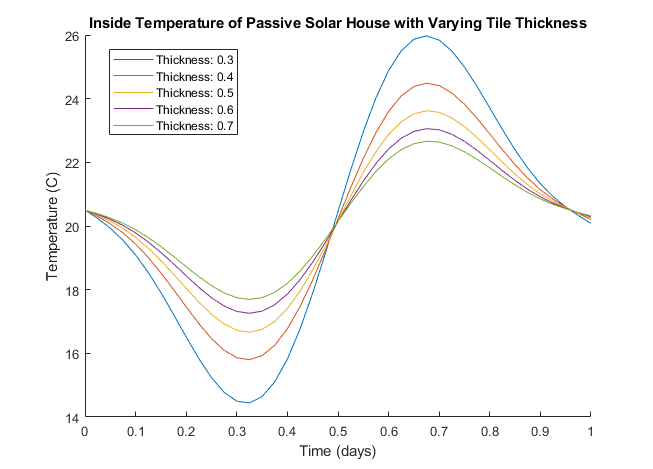 Inside Temperature of Passive Solar House with Varying Tile Thickness
26
24
22
20
18
16
14
Temperature (C)
Thickness: 0.3
Thickness: 0.4
Thickness: 0.5
Thickness: 0.6
Thickness: 0.7
0 0.1 0.2 0.3 0.4 0.5 0.6 0.7 0.8 0.9 1
Time (days)